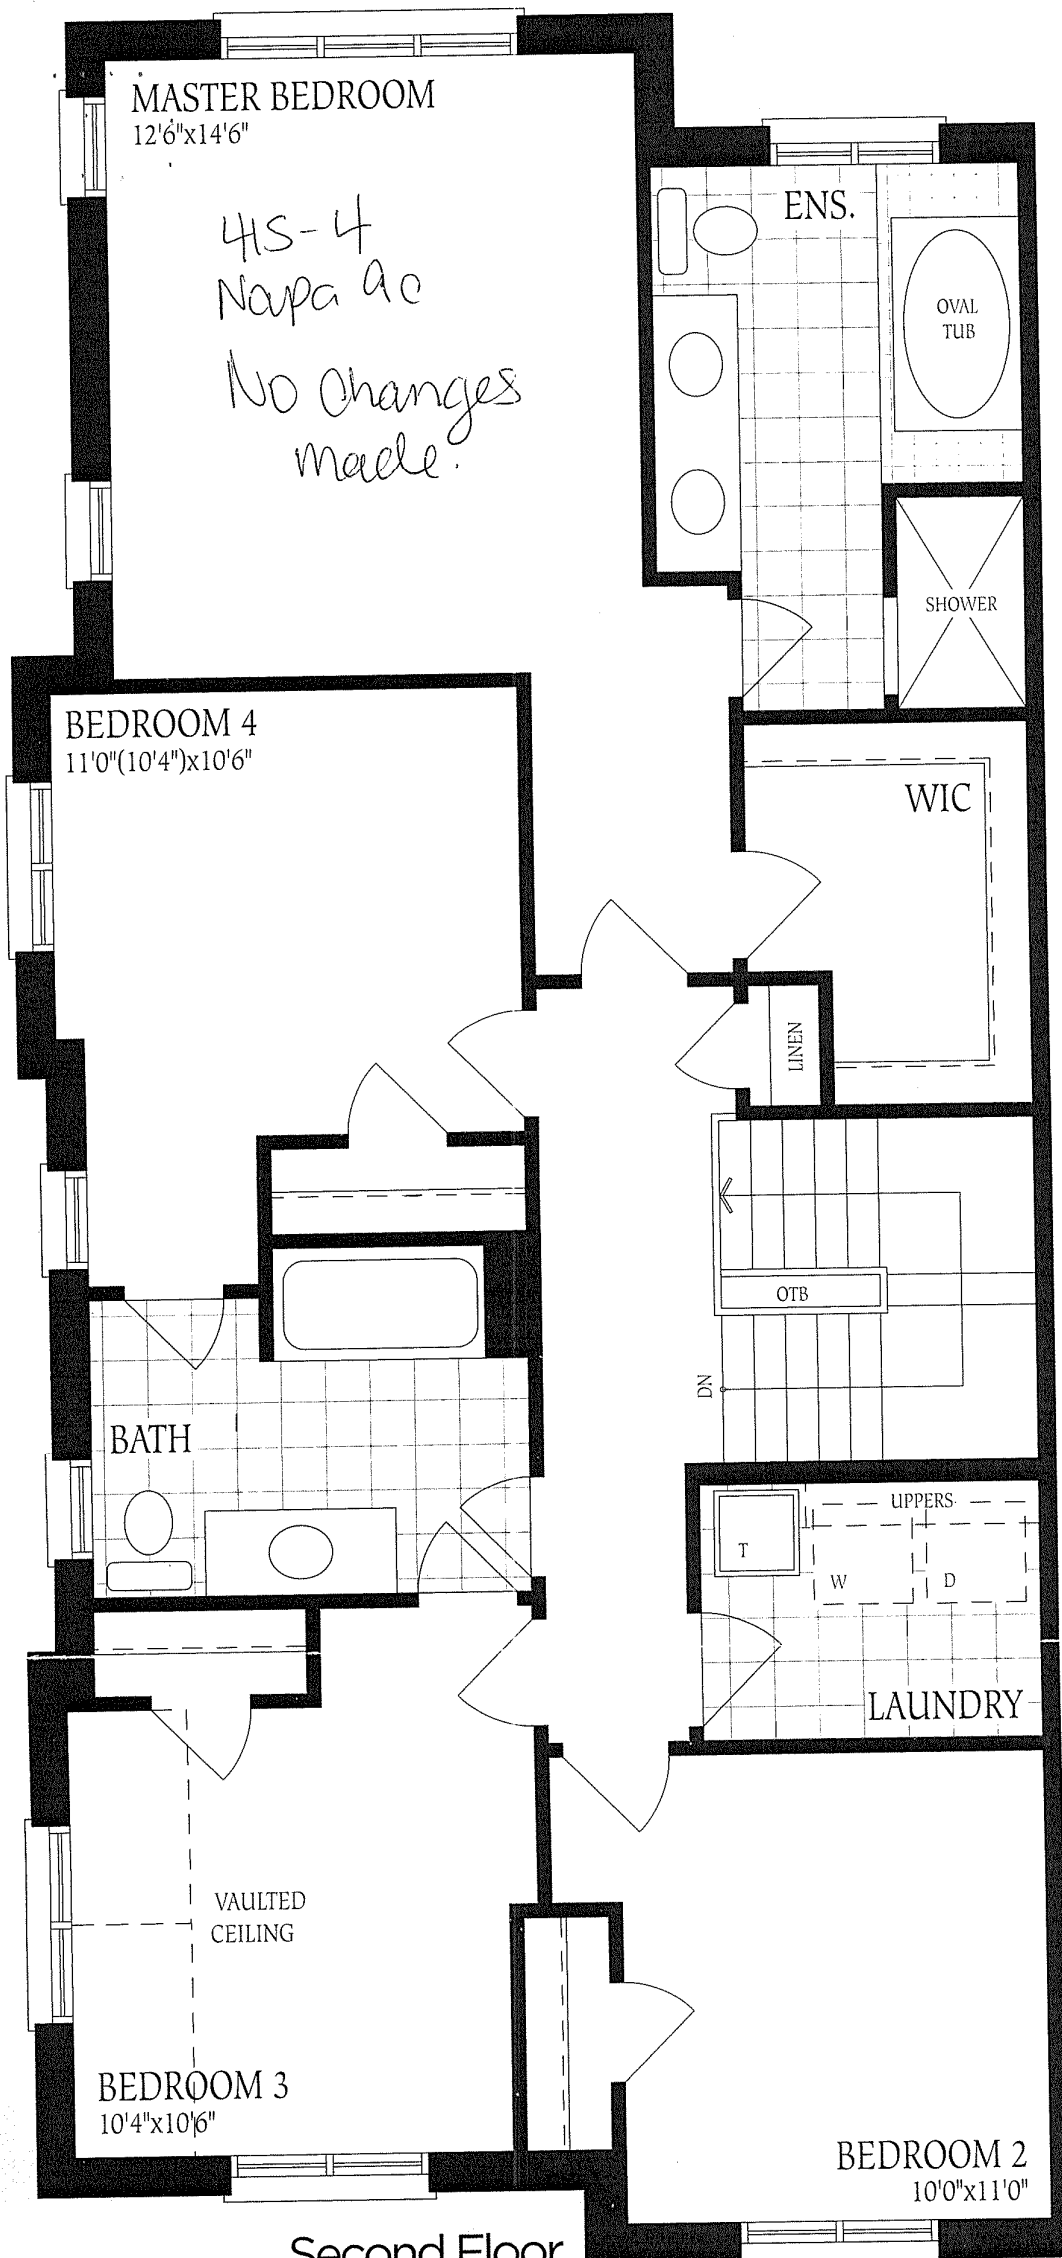 MASTER BEDROOM
12'6"x14'6"
41S-4
Napa 9c
No Changes
made.
ENS.
OVAL
TUB
SHOWER
BEDROOM 4
11'0"(10'4")x10'6"
WIC
LINEN
OTB
DN
BATH
UPPERS
T
W
D
LAUNDRY
VAULTED
CEILING
BEDROOM 3
10'4"x10'6"
BEDROOM 2
10'0"x11'0"
Second Floor